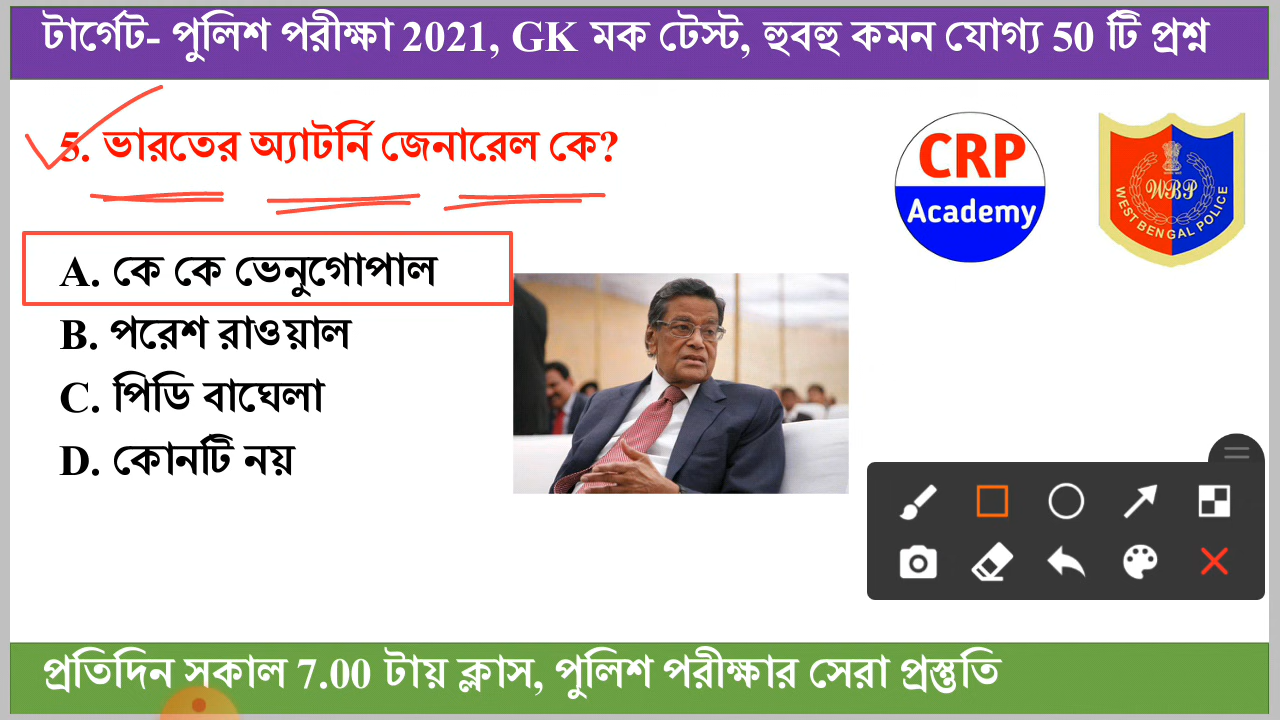 টার্গেট- পুলিশ পরীক্ষা 2021, GK মক টেস্ট, হুবহু কমন যোগ্য 50 টি প্রশ্ন
5. ভারতের অ্যাটর্নি জেনারেল কে?
CRP
Academy
WBP
WEST BENGAL POLICE
A. কে কে ভেনুগোপাল
B. পরেশ রাওয়াল
C. পিডি বাঘেলা
D. কোনটি নয়
প্রতিদিন সকাল 7.00 টায় ক্লাস, পুলিশ পরীক্ষার সেরা প্রস্তুতি